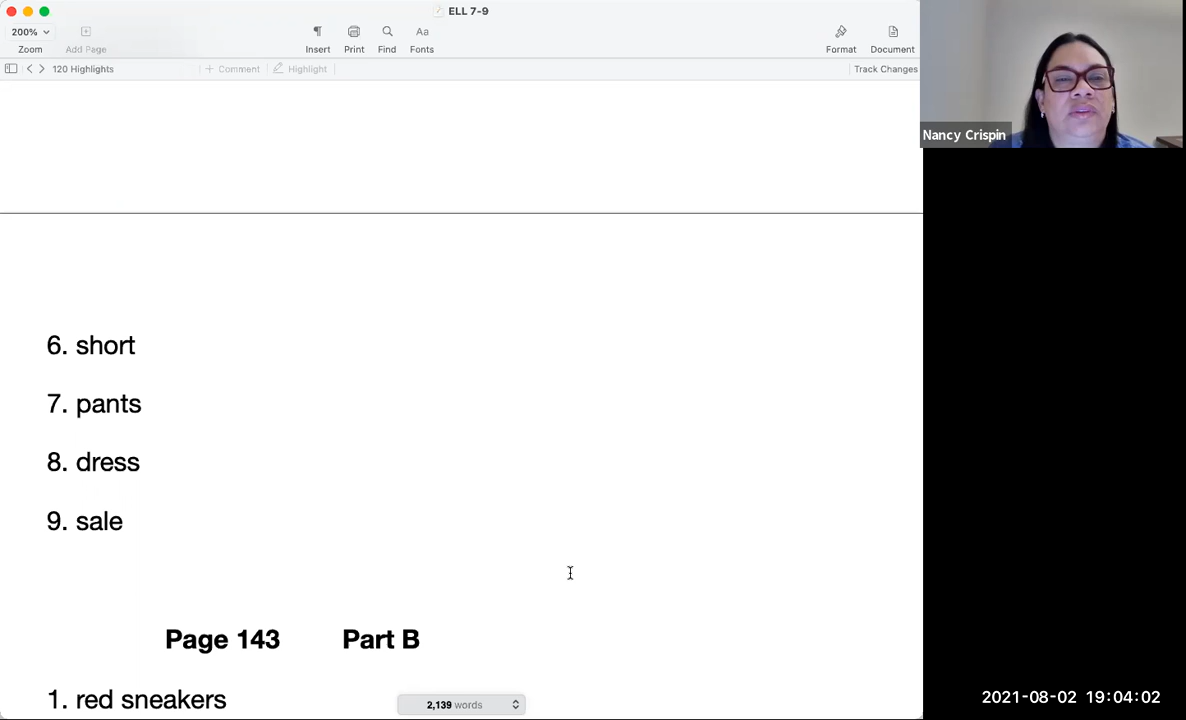 ELL 7-9
200%
Zoom
Add Page
Insert
Print
Find
Aa
Fonts
Format
Document
120 Highlights
+ Comment
Highlight
Track Changes
Nancy Crispin
6. short
7. pants
8. dress
9. sale
Page 143 Part B
1. red sneakers
2,139 words
2021-08-02 19:04:02